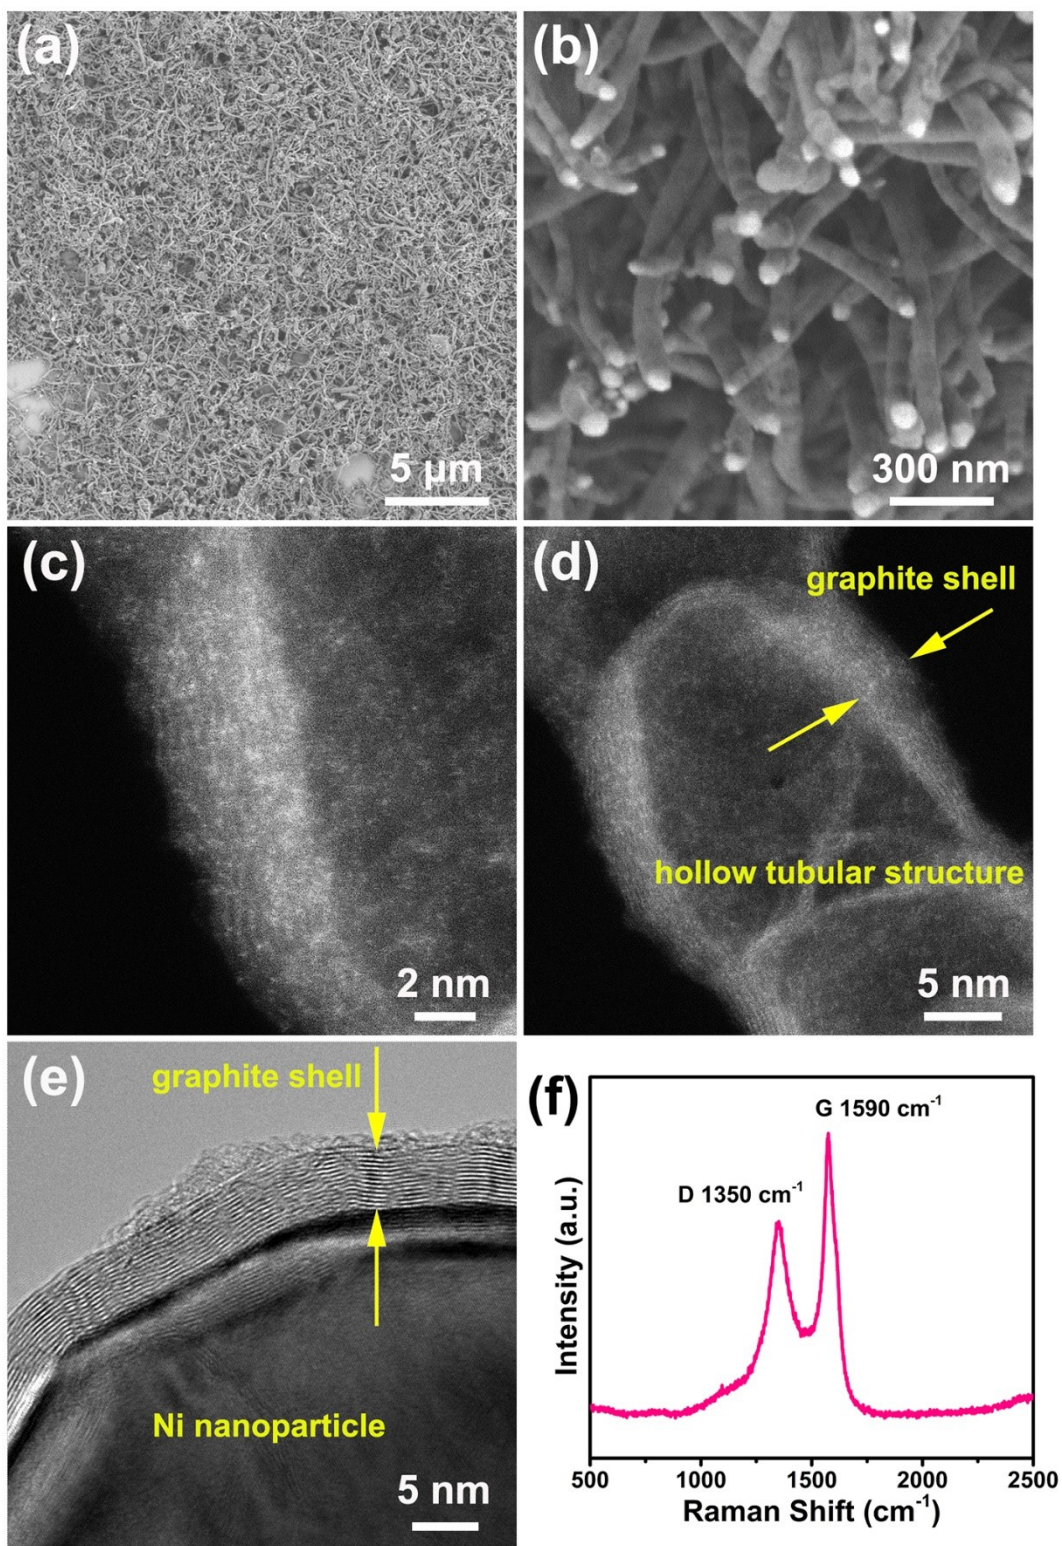 (a)
5 µm
(b)
300 nm
(c)
2 nm
(d)
graphite shell
hollow tubular structure
5 nm
(e)
graphite shell
Ni nanoparticle
5 nm
(f)
G 1590 cm⁻¹
D 1350 cm⁻¹
Intensity (a.u.)
500 1000 1500 2000 2500
Raman Shift (cm⁻¹)